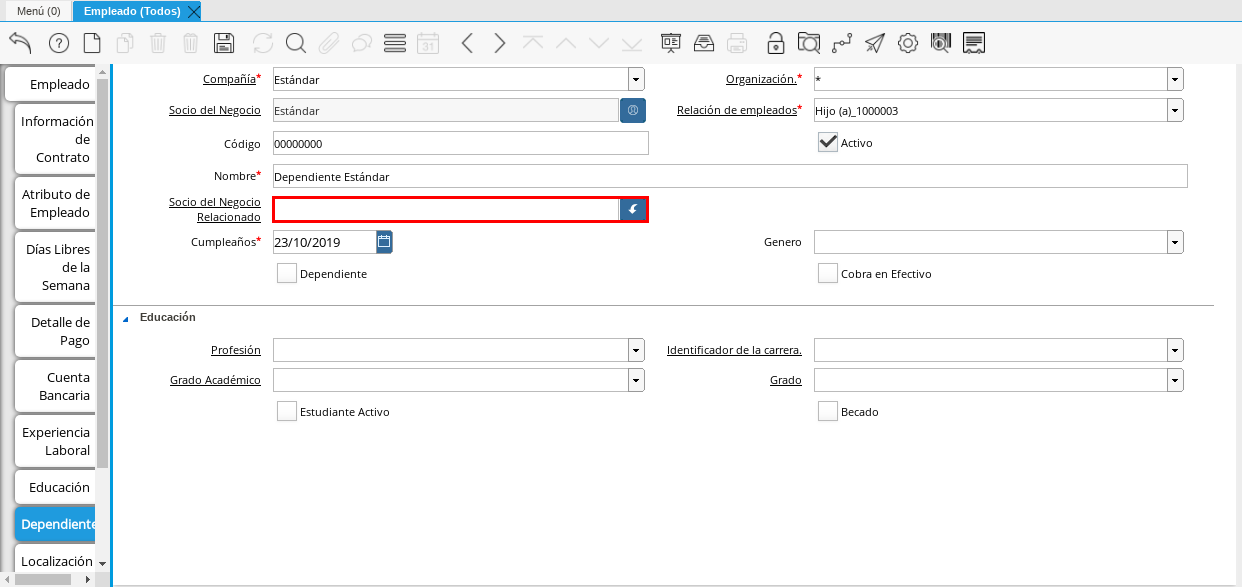 Menú (0)
Empleado (Todos)
31
Empleado
Información de Contrato
Atributo de Empleado
Días Libres de la Semana
Detalle de Pago
Cuenta Bancaria
Experiencia Laboral
Educación
Dependiente
Localización
Compañía* Estándar
Organización.* *
Socio del Negocio Estándar
Relación de empleados* Hijo (a)_1000003
Código 00000000
Activo
Nombre* Dependiente Estándar
Socio del Negocio
Relacionado
Cumpleaños* 23/10/2019
Genero
Dependiente
Cobra en Efectivo
Educación
Profesión
Identificador de la carrera.
Grado Académico
Grado
Estudiante Activo
Becado